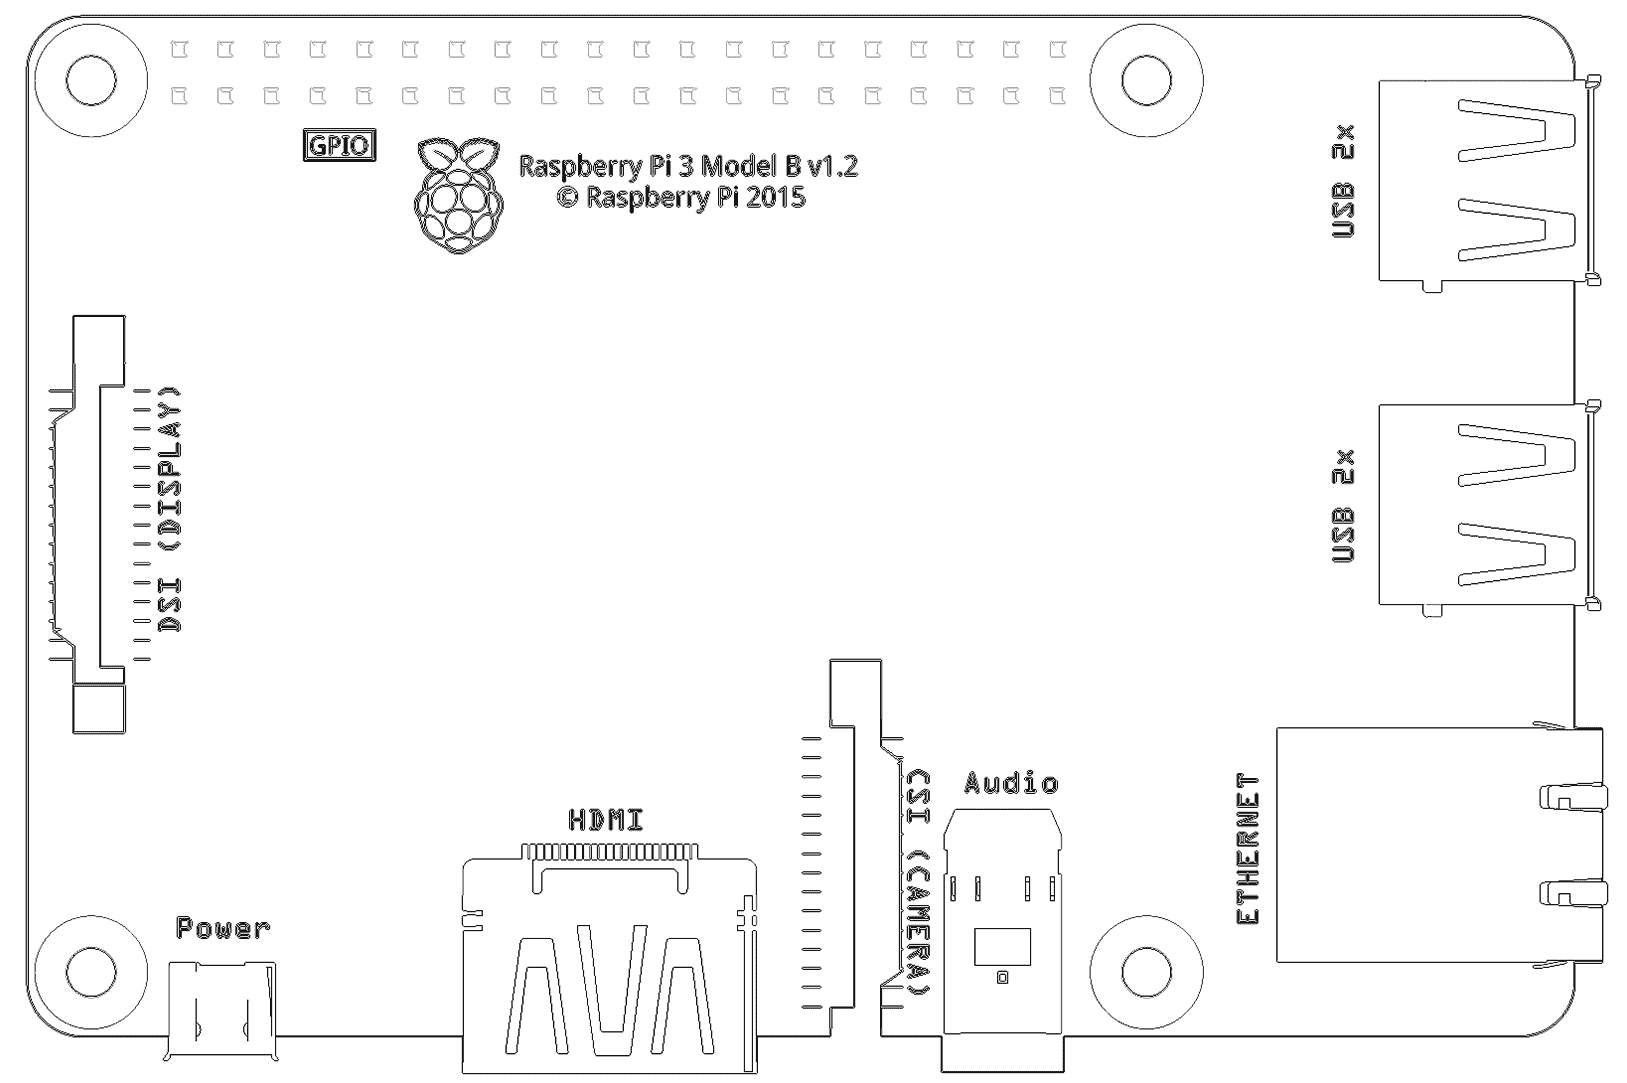 GPIO
Raspberry Pi 3 Model B v1.2
© Raspberry Pi 2015
USB 2x
DSI (DISPLAY)
USB 2x
Audio
CSI (CAMERA)
ETHERNET
HDMI
Power